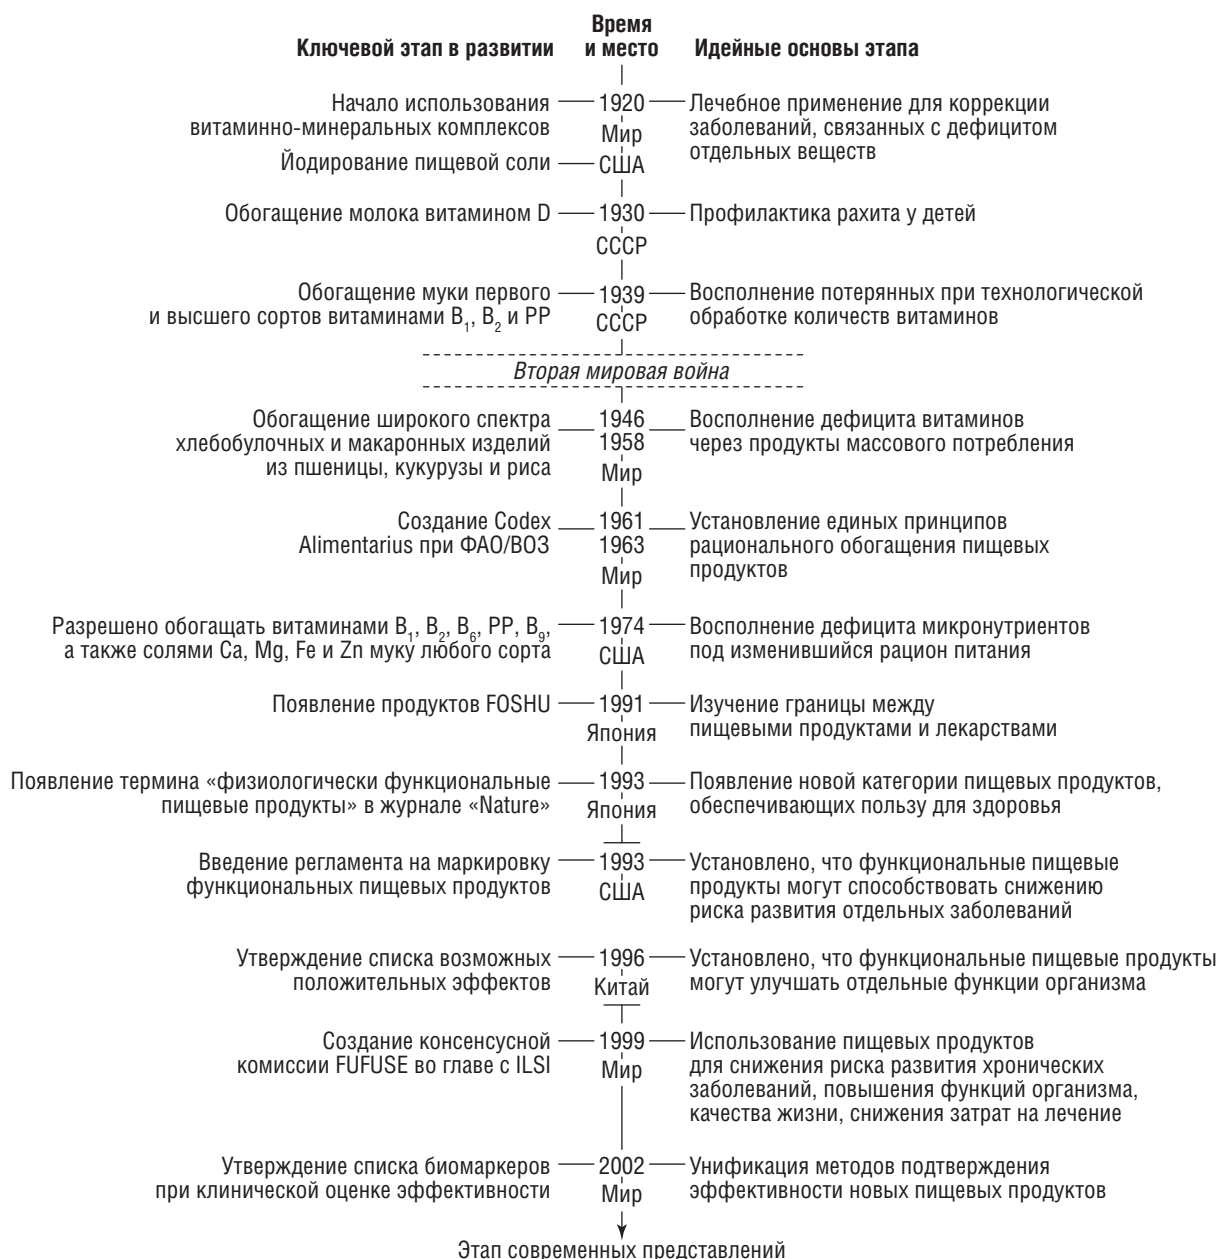 Ключевой этап в развитии
Время
и место
Идейные основы этапа
Начало использования
витаминно-минеральных комплексов
1920
Мир
Лечебное применение для коррекции
заболеваний, связанных с дефицитом
отдельных веществ
Йодирование пищевой соли
США
Обогащение молока витамином D
1930
СССР
Профилактика рахита у детей
Обогащение муки первого
и высшего сортов витаминами B₁, B₂ и PP
1939
СССР
Восполнение потерянных при технологической
обработке количеств витаминов
Вторая мировая война
Обогащение широкого спектра
хлебобулочных и макаронных изделий
из пшеницы, кукурузы и риса
1946
1958
Мир
Восполнение дефицита витаминов
через продукты массового потребления
Создание Codex
Alimentarius при ФАО/ВОЗ
1961
1963
Мир
Установление единых принципов
рационального обогащения пищевых
продуктов
Разрешено обогащать витаминами B₁, B₂, B₆, PP, B₉,
а также солями Ca, Mg, Fe и Zn муку любого сорта
1974
США
Восполнение дефицита микронутриентов
под изменившийся рацион питания
Появление продуктов FOSHU
1991
Япония
Изучение границы между
пищевыми продуктами и лекарствами
Появление термина «физиологически функциональные
пищевые продукты» в журнале «Nature»
1993
Япония
Появление новой категории пищевых продуктов,
обеспечивающих пользу для здоровья
Введение регламента на маркировку
функциональных пищевых продуктов
1993
США
Установлено, что функциональные пищевые
продукты могут способствовать снижению
риска развития отдельных заболеваний
Утверждение списка возможных
положительных эффектов
1996
Китай
Установлено, что функциональные пищевые продукты
могут улучшать отдельные функции организма
Создание консенсусной
комиссии FUFUSE во главе с ILSI
1999
Мир
Использование пищевых продуктов
для снижения риска развития хронических
заболеваний, повышения функций организма,
качества жизни, снижения затрат на лечение
Утверждение списка биомаркеров
при клинической оценке эффективности
2002
Мир
Унификация методов подтверждения
эффективности новых пищевых продуктов
Этап современных представлений